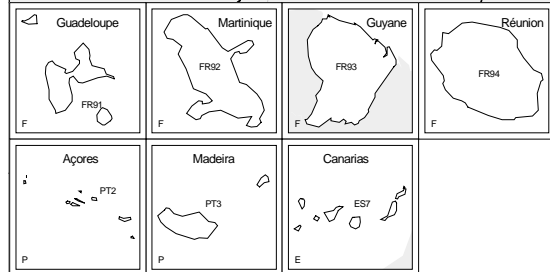 Guadeloupe
FR91
F
Martinique
FR92
F
Guyane
FR93
F
Réunion
FR94
F
Açores
PT2
P
Madeira
PT3
P
Canarias
ES7
E